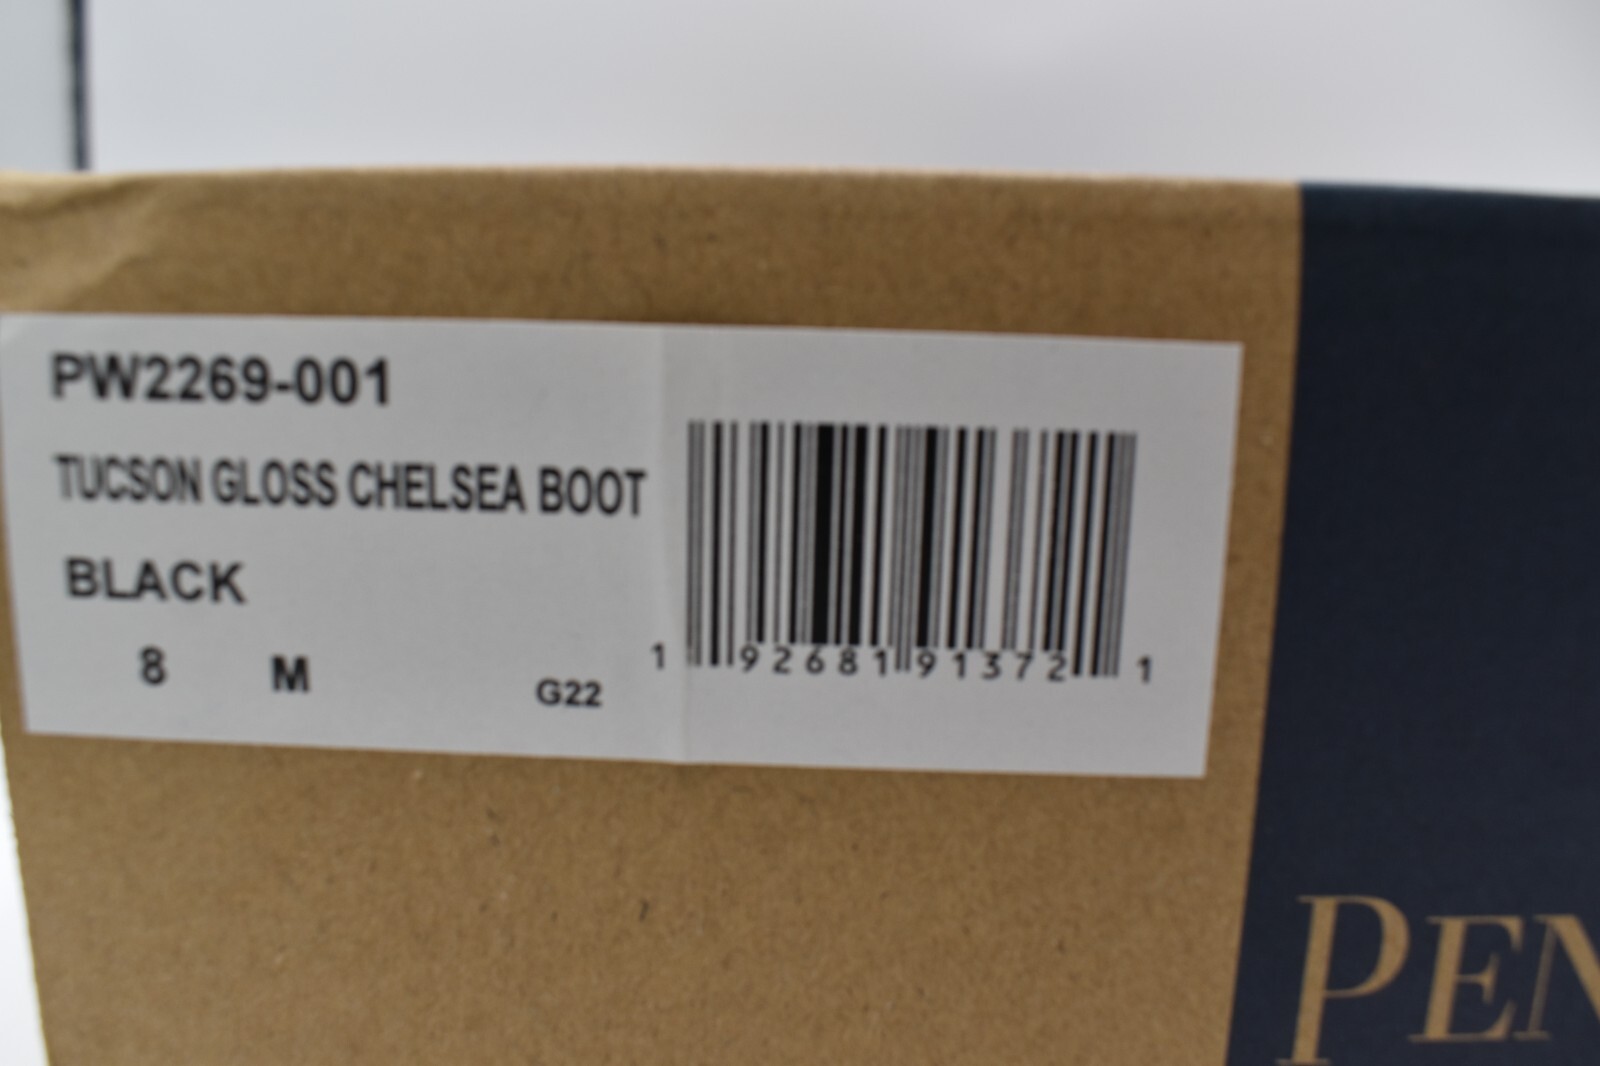 PW2269-001
TUCSON GLOSS CHELSEA BOOT
BLACK
8 M
G22
1 92681 91372 1
PEN